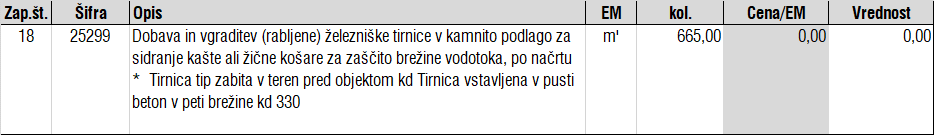 Zap.št. Šifra Opis EM kol. Cena/EM Vrednost
18 25299 Dobava in vgraditev (rabljene) železniške tirnice v kamnito podlago za m' 665,00 0,00 0,00
sidranje kašte ali žične košare za zaščito brežine vodotoka, po načrtu
* Tirnica tip zabita v teren pred objektom kd Tirnica vstavljena v pusti
beton v peti brežine kd 330